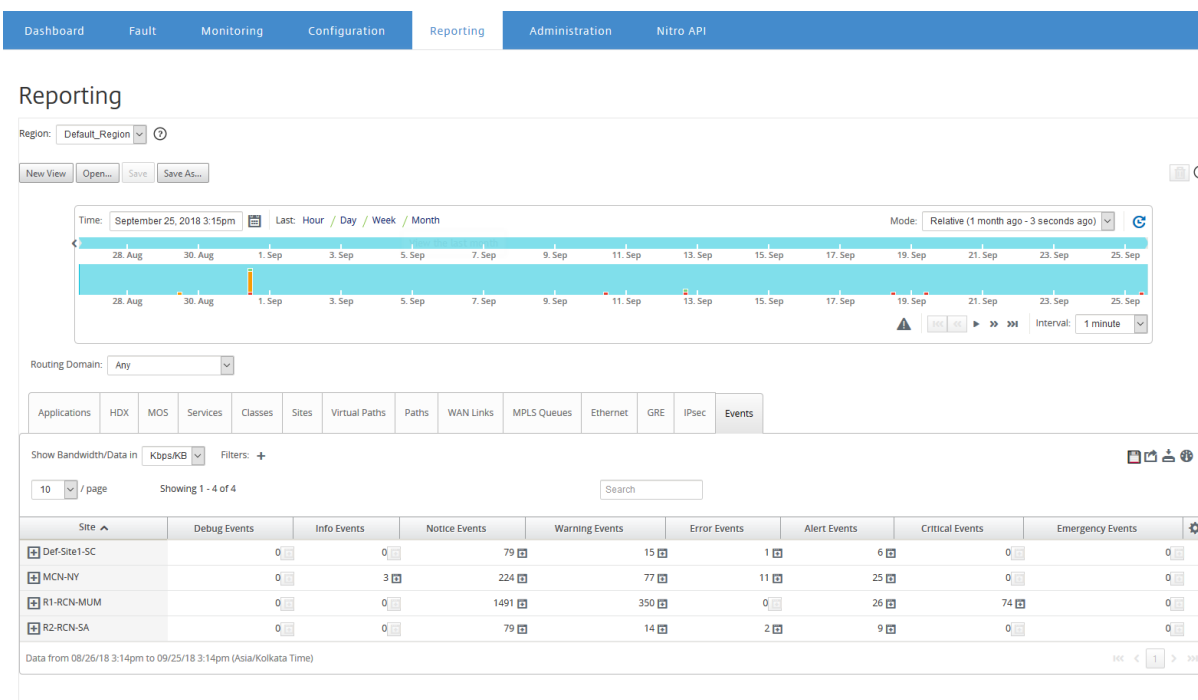 Dashboard Fault Monitoring Configuration Reporting Administration Nitro API
Reporting
Region: Default_Region ?
New View Open... Save Save As...
Time: September 25, 2018 3:15pm Last: Hour / Day / Week / Month Mode: Relative (1 month ago - 3 seconds ago)
28. Aug 30. Aug 1. Sep 3. Sep 5. Sep 7. Sep 9. Sep 11. Sep 13. Sep 15. Sep 17. Sep 19. Sep 21. Sep 23. Sep 25. Sep
28. Aug 30. Aug 1. Sep 3. Sep 5. Sep 7. Sep 9. Sep 11. Sep 13. Sep 15. Sep 17. Sep 19. Sep 21. Sep 23. Sep 25. Sep
Interval: 1 minute
Routing Domain: Any
Applications HDX MOS Services Classes Sites Virtual Paths Paths WAN Links MPLS Queues Ethernet GRE IPsec Events
Show Bandwidth/Data in Kbps/KB Filters: +
10 / page Showing 1 - 4 of 4 Search
Site Debug Events Info Events Notice Events Warning Events Error Events Alert Events Critical Events Emergency Events
Def-Site1-SC 0 0 79 15 1 6 0 0
MCN-NY 0 3 224 77 11 25 0 0
R1-RCN-MUM 0 0 1491 350 0 26 74 0
R2-RCN-SA 0 0 79 14 2 9 0 0
Data from 08/26/18 3:14pm to 09/25/18 3:14pm (Asia/Kolkata Time) 1